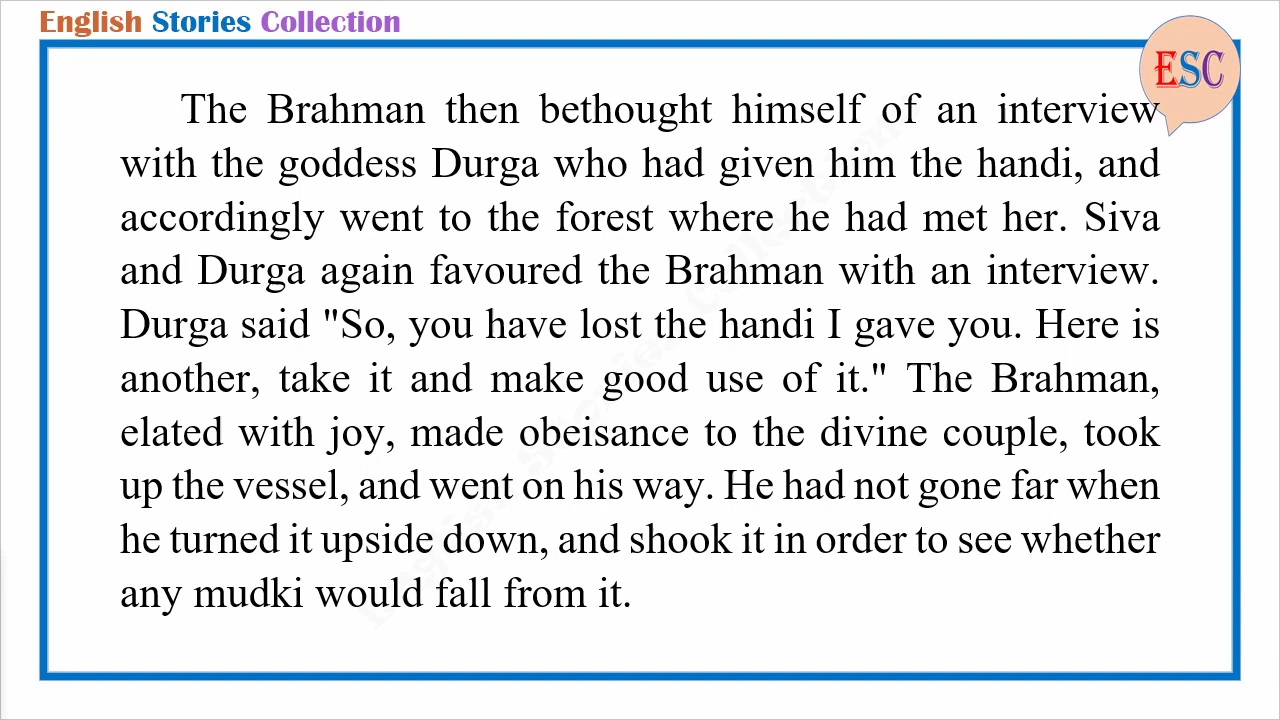 English Stories Collection
ESC
The Brahman then bethought himself of an interview
with the goddess Durga who had given him the handi, and
accordingly went to the forest where he had met her. Siva
and Durga again favoured the Brahman with an interview.
Durga said "So, you have lost the handi I gave you. Here is
another, take it and make good use of it." The Brahman,
elated with joy, made obeisance to the divine couple, took
up the vessel, and went on his way. He had not gone far when
he turned it upside down, and shook it in order to see whether
any mudki would fall from it.
English Stories Collection